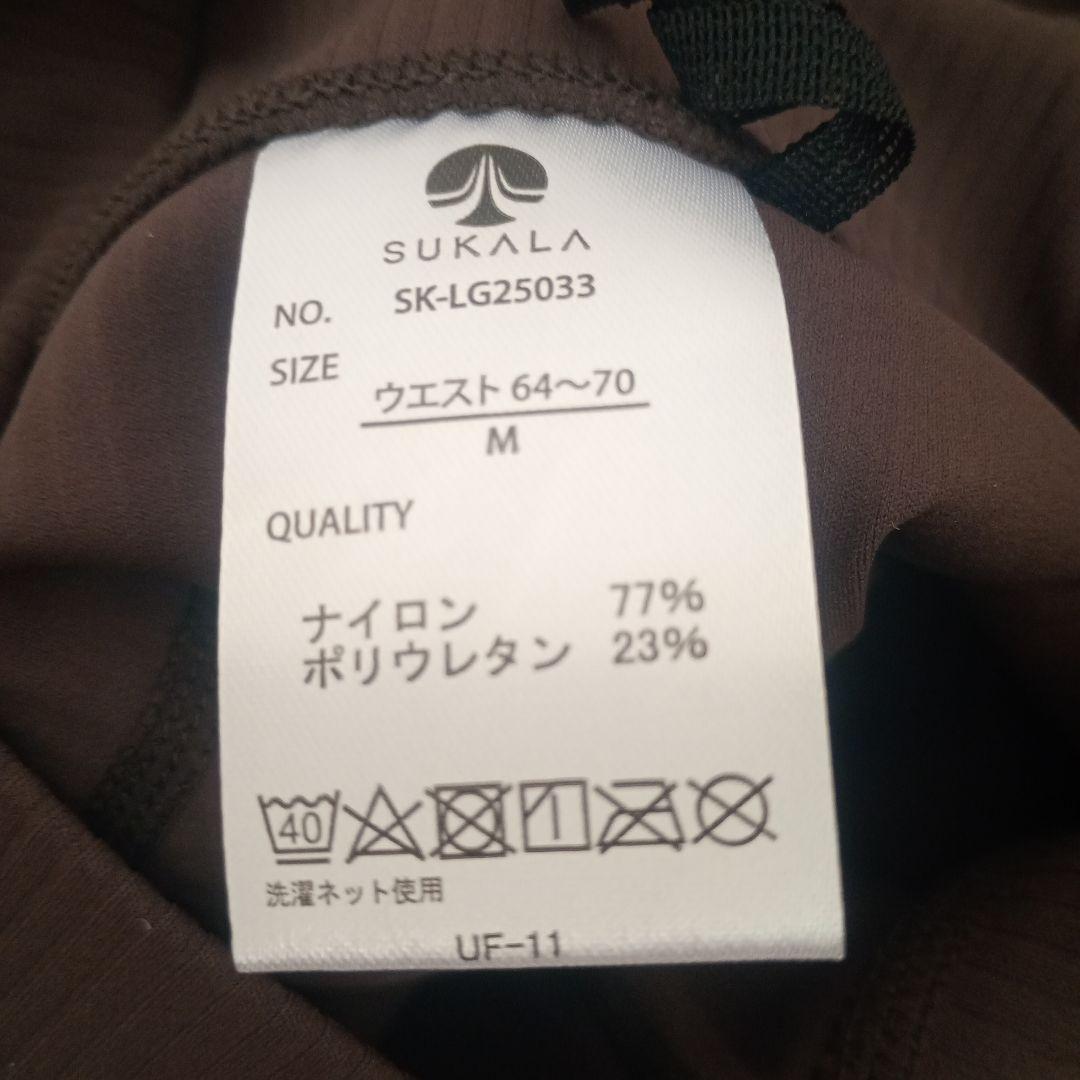 SUKALA
NO. SK-LG25033
SIZE
ウエスト 64〜70
M
QUALITY
ナイロン 77%
ポリウレタン 23%
40
洗濯ネット使用
UF-11